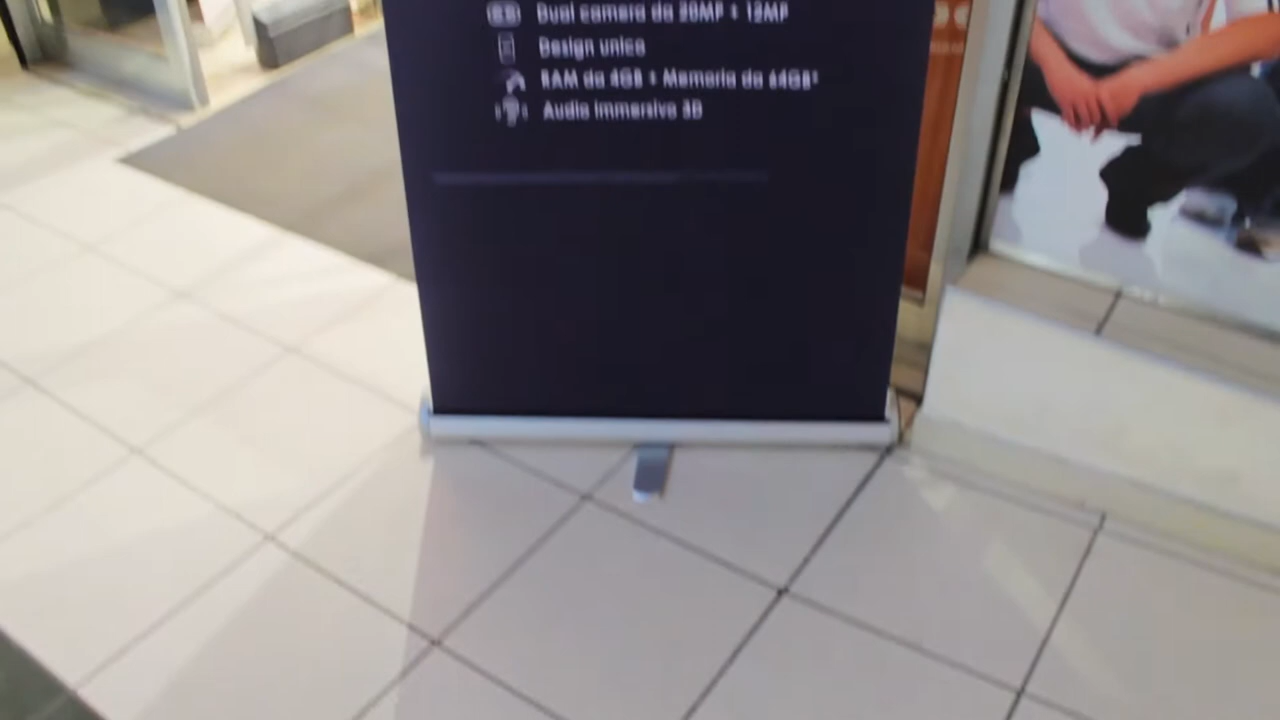 Dual camera da 20MP + 12MP
Design unico
RAM da 4GB + Memoria da 64GB*
Audio immersivo 3D